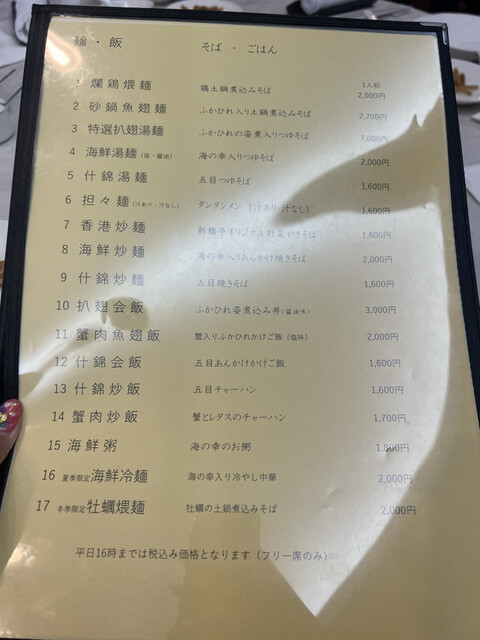 麺・飯 そば・ごはん
1人前
1 爛鶏煨麺 鶏土鍋煮込みそば 2,000円
2 砂鍋魚翅麺 ふかひれ入り土鍋煮込みそば 2,700円
3 特選扒翅湯麺 ふかひれの姿煮入りつゆそば 7,000円
4 海鮮湯麺(塩・醤油) 海の幸入りつゆそば 2,000円
5 什錦湯麺 五目つゆそば 1,600円
6 担々麺(汁あり・汁なし) タンタンメン (汁あり・汁なし) 1,600円
7 香港炒麺 新橋亭オリジナル野菜やきそば 1,600円
8 海鮮炒麺 海の幸入りあんかけ焼きそば 2,000円
9 什錦炒麺 五目焼きそば 1,600円
10 扒翅会飯 ふかひれ姿煮込み丼(醤油味) 3,000円
11 蟹肉魚翅飯 蟹入りふかひれかけご飯(塩味) 2,000円
12 什錦会飯 五目あんかけかけご飯 1,600円
13 什錦炒飯 五目チャーハン 1,600円
14 蟹肉炒飯 蟹とレタスのチャーハン 1,700円
15 海鮮粥 海の幸のお粥 1,800円
16 夏季限定海鮮冷麺 海の幸入り冷やし中華 2,000円
17 冬季限定牡蠣煨麺 牡蠣の土鍋煮込みそば 2,000円
平日16時までは税込み価格となります(フリー席のみ)